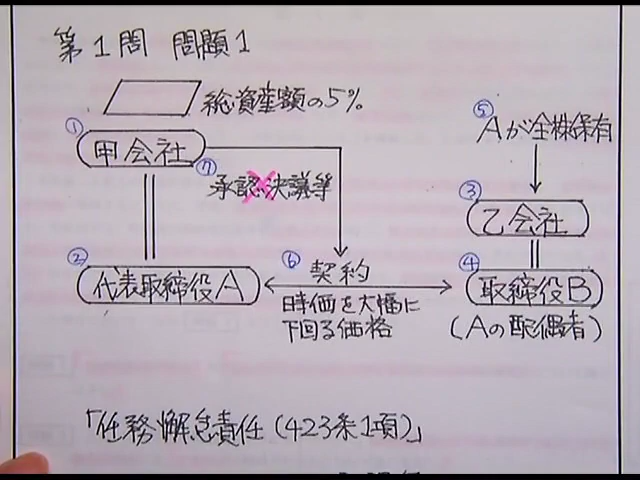 第1問 問題1
総資産額の5%
①
甲会社
⑦
承認決議等
⑤
Aが全株保有
③
乙会社
②
代表取締役A
⑥
契約
時価を大幅に
下回る価格
④
取締役B
(Aの配偶者)
「任務懈怠責任(423条1項)」